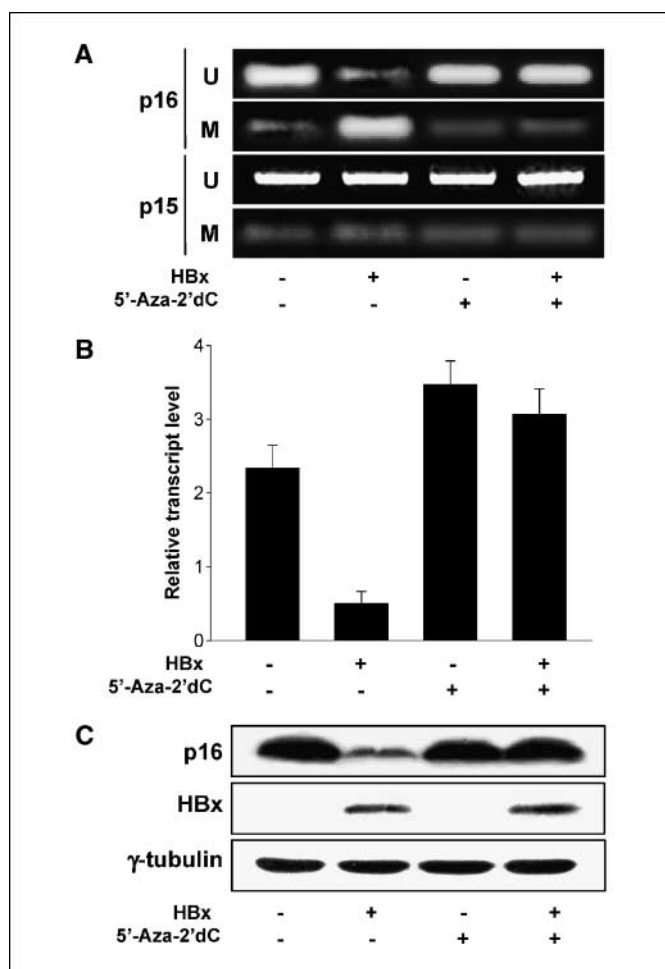 A
p16
U
M
p15
U
M
HBx - + - +
5'-Aza-2'dC - - + +
B
Relative transcript level
4
3
2
1
0
HBx - + - +
5'-Aza-2'dC - - + +
C
p16
HBx
γ-tubulin
HBx - + - +
5'-Aza-2'dC - - + +